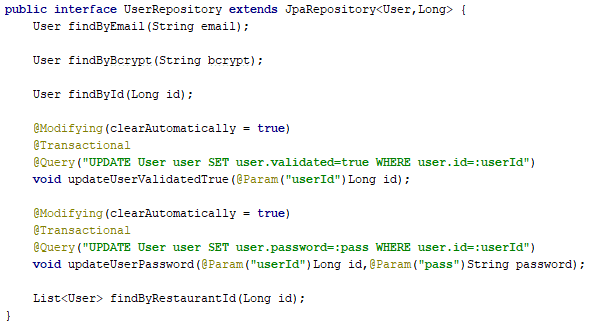 public interface UserRepository extends JpaRepository<User,Long> {
    User findByEmail(String email);

    User findByBcrypt(String bcrypt);

    User findById(Long id);

    @Modifying(clearAutomatically = true)
    @Transactional
    @Query("UPDATE User user SET user.validated=true WHERE user.id=:userId")
    void updateUserValidatedTrue(@Param("userId")Long id);

    @Modifying(clearAutomatically = true)
    @Transactional
    @Query("UPDATE User user SET user.password=:pass WHERE user.id=:userId")
    void updateUserPassword(@Param("userId")Long id,@Param("pass")String password);

    List<User> findByRestaurantId(Long id);
}